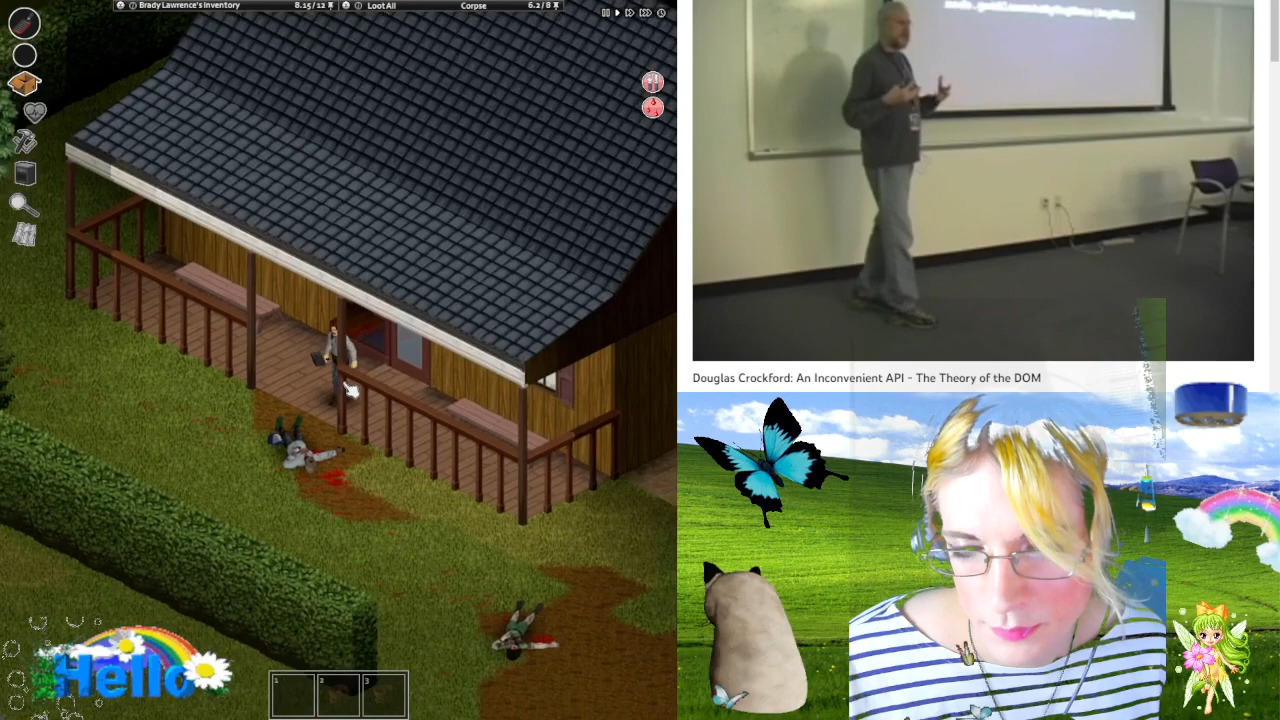 Brady Lawrence's Inventory 8.15/12 Loot All Corpse 6.2/8
Douglas Crockford: An Inconvenient API - The Theory of the DOM
Hello
1 2 3